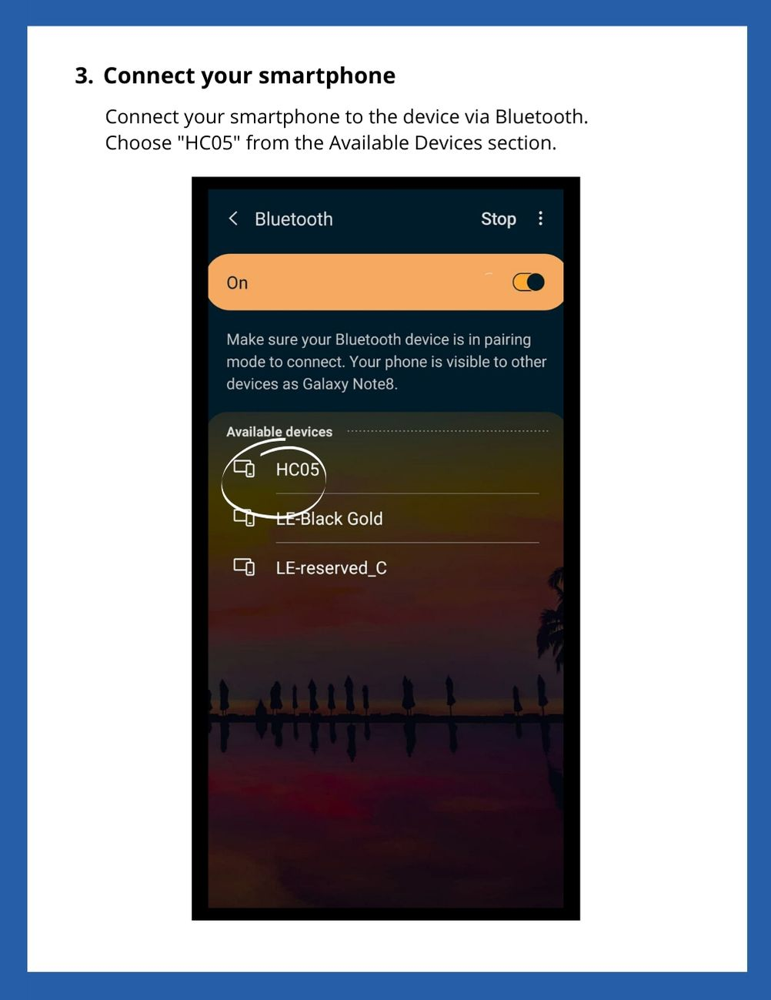 3. Connect your smartphone
Connect your smartphone to the device via Bluetooth.
Choose "HC05" from the Available Devices section.
Bluetooth Stop
On
Make sure your Bluetooth device is in pairing
mode to connect. Your phone is visible to other
devices as Galaxy Note8.
Available devices
HC05
LE-Black Gold
LE-reserved_C